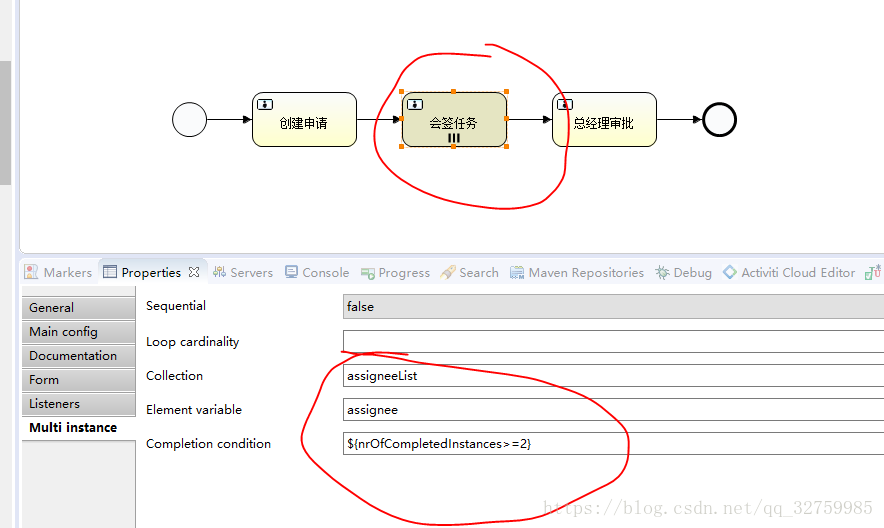 创建申请
会签任务
总经理审批
Markers
Properties
Servers
Console
Progress
Search
Maven Repositories
Debug
Activiti Cloud Editor
General
Main config
Documentation
Form
Listeners
Multi instance
Sequential
false
Loop cardinality
Collection
assigneeList
Element variable
assignee
Completion condition
${nrOfCompletedInstances>=2}
https://blog.csdn.net/qq_32759985